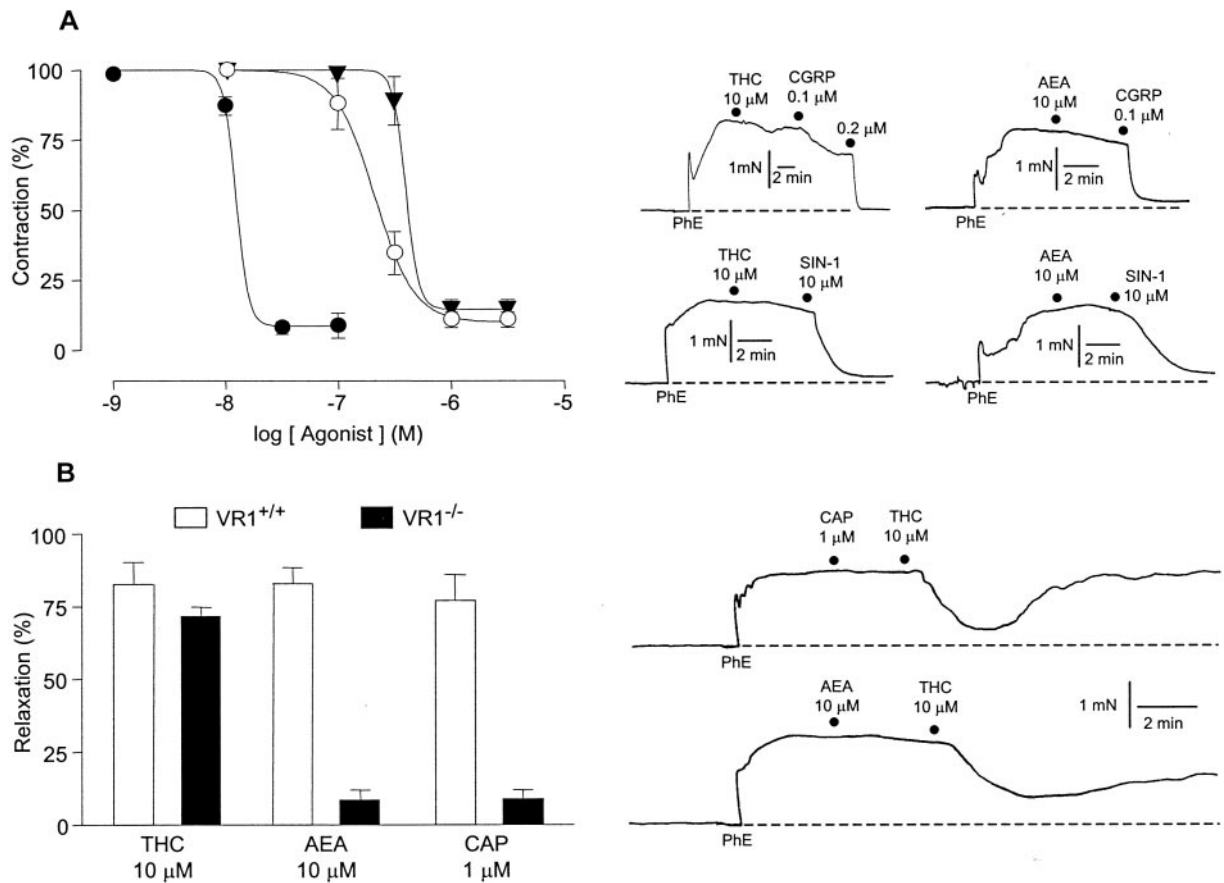 A
100
75
50
25
0
Contraction (%)
-9 -8 -7 -6 -5
log [ Agonist ] (M)
THC
10 μM
CGRP
0.1 μM
0.2 μM
1mN
2 min
PhE
AEA
10 μM
CGRP
0.1 μM
1 mN
2 min
PhE
THC
10 μM
SIN-1
10 μM
1 mN
2 min
PhE
AEA
10 μM
SIN-1
10 μM
1 mN
2 min
PhE
B
VR1+/+ VR1-/-
100
75
50
25
0
Relaxation (%)
THC AEA CAP
10 μM 10 μM 1 μM
CAP THC
1 μM 10 μM
PhE
AEA THC
10 μM 10 μM
1 mN
2 min
PhE